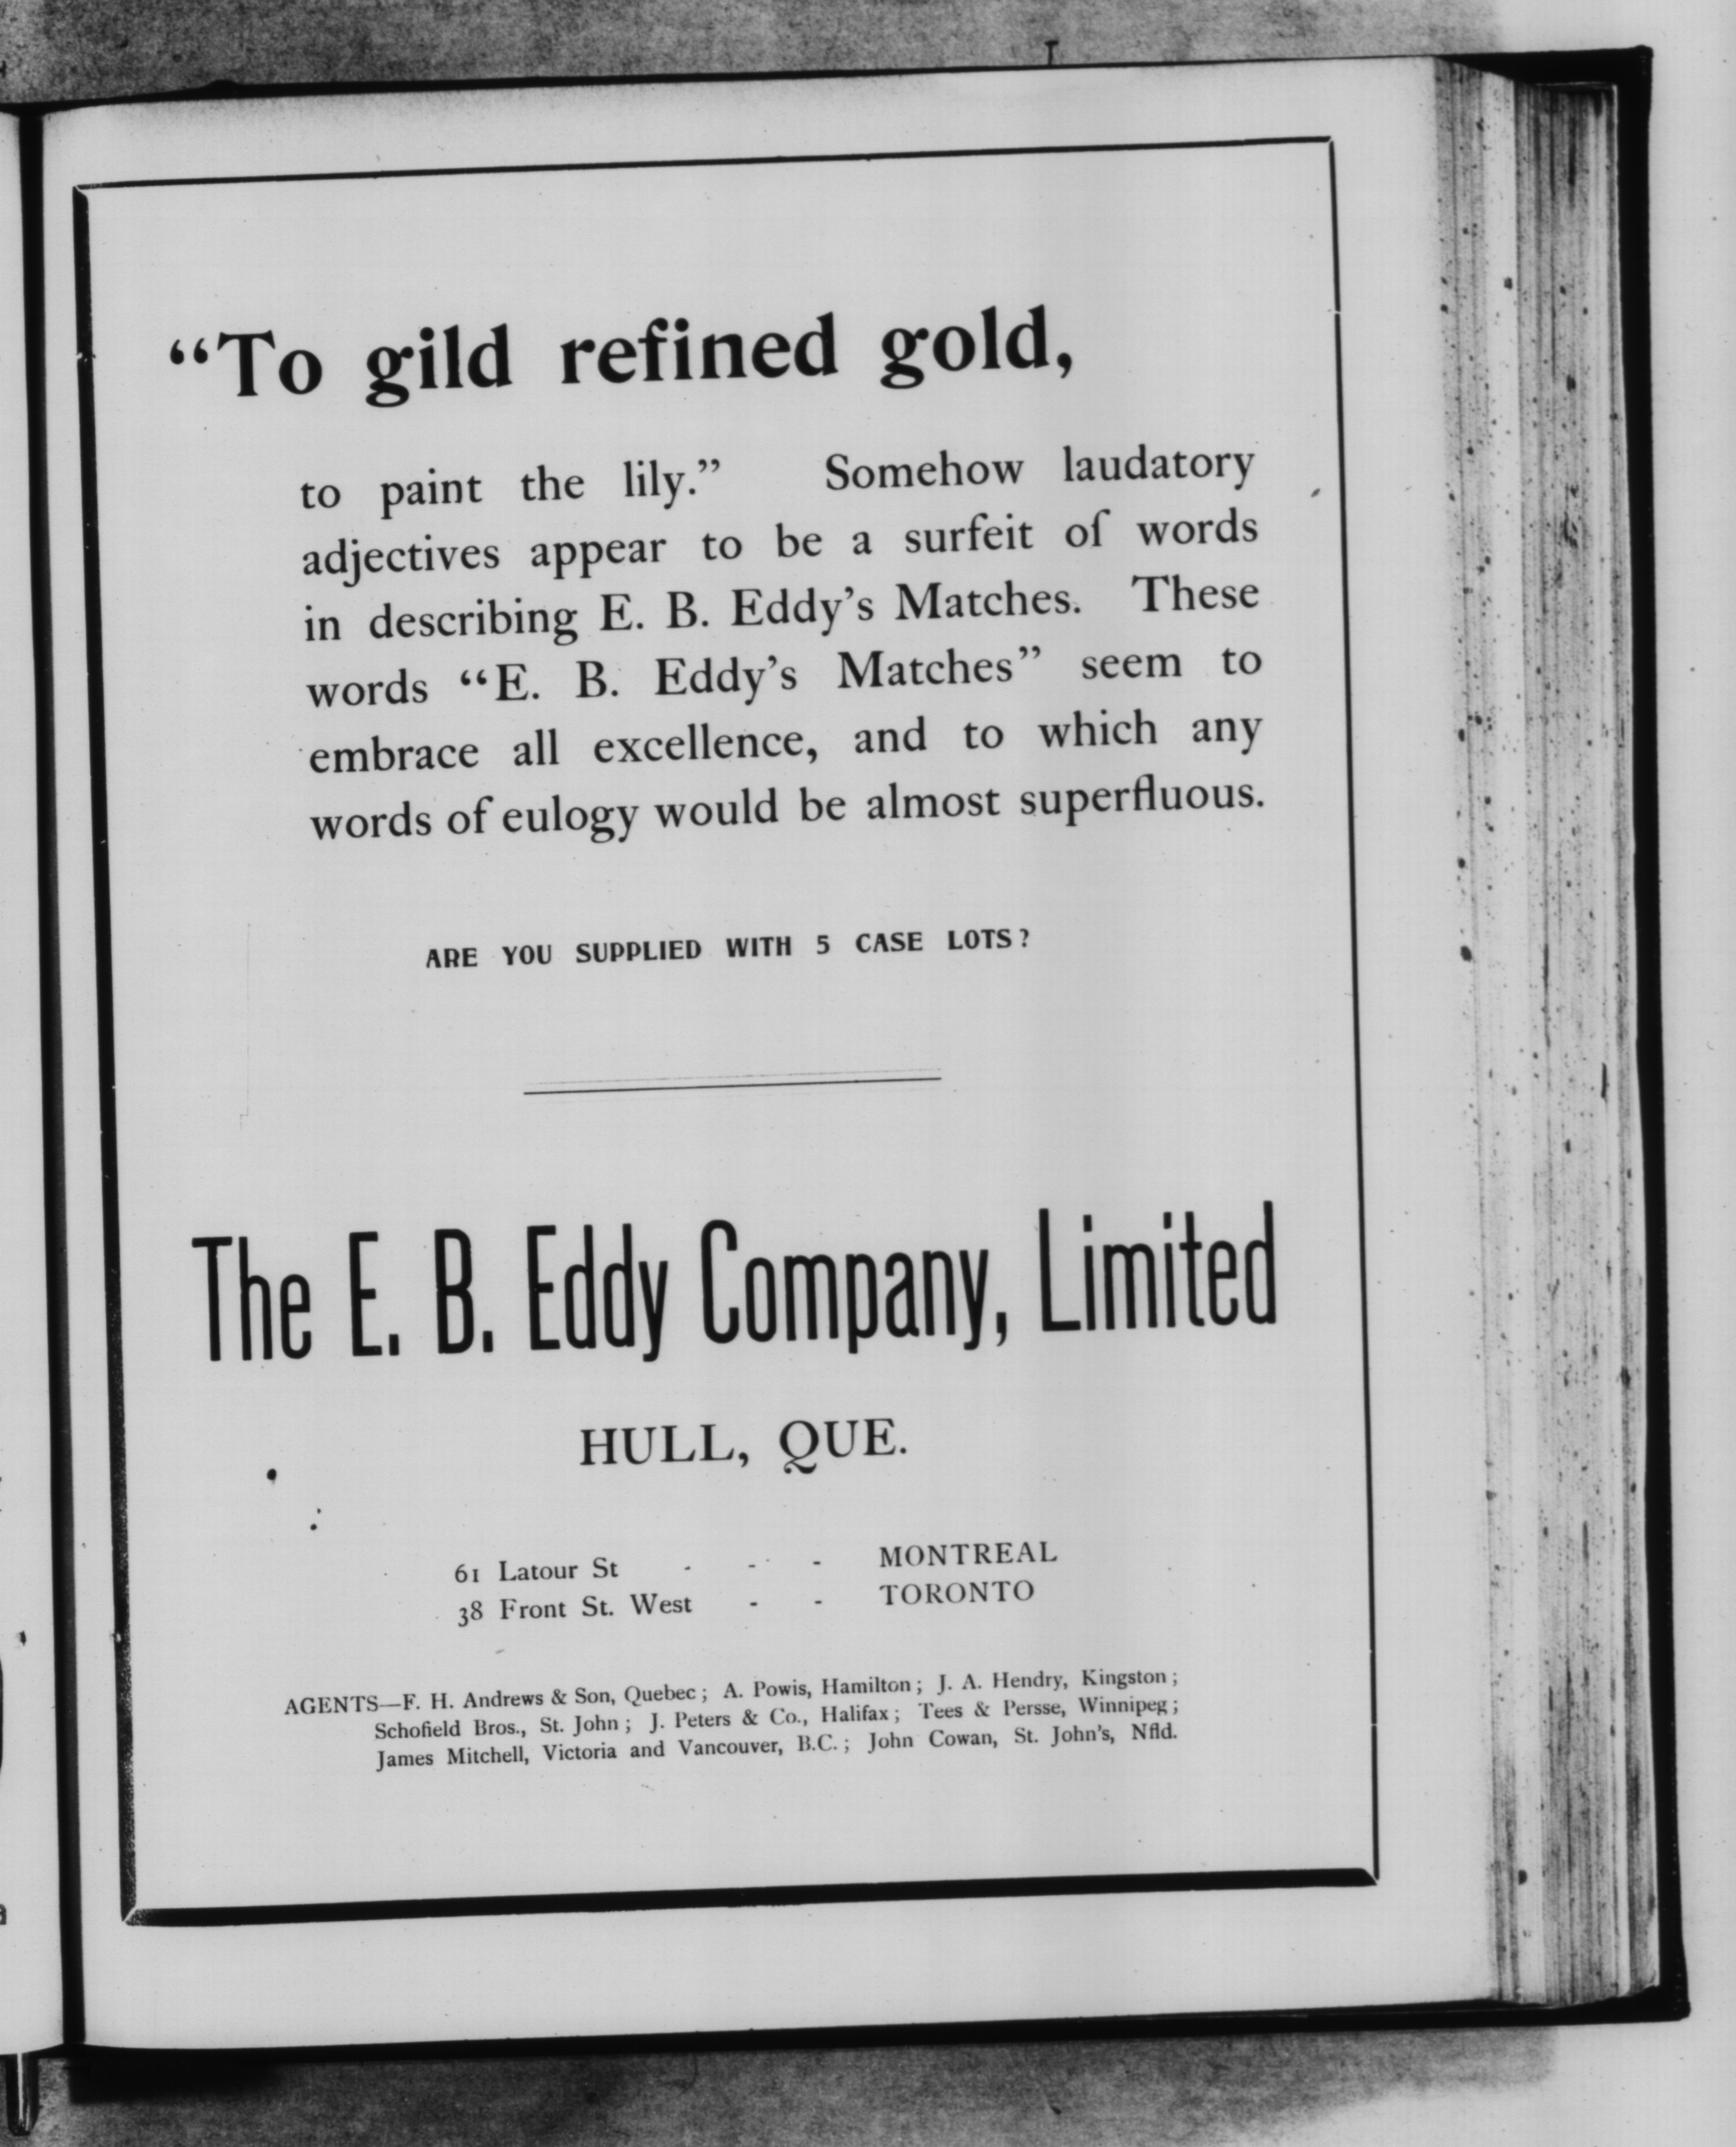 “To gild refined gold,
to paint the lily.” Somehow laudatory
adjectives appear to be a surfeit of words
in describing E. B. Eddy’s Matches. These
words “E. B. Eddy’s Matches” seem to
embrace all excellence, and to which any
words of eulogy would be almost superfluous.
ARE YOU SUPPLIED WITH 5 CASE LOTS?
The E. B. Eddy Company, Limited
HULL, QUE.
61 Latour St - - - MONTREAL
38 Front St. West - - TORONTO
AGENTS—F. H. Andrews & Son, Quebec; A. Powis, Hamilton; J. A. Hendry, Kingston;
Schofield Bros., St. John; J. Peters & Co., Halifax; Tees & Persse, Winnipeg;
James Mitchell, Victoria and Vancouver, B.C.; John Cowan, St. John’s, Nfld.